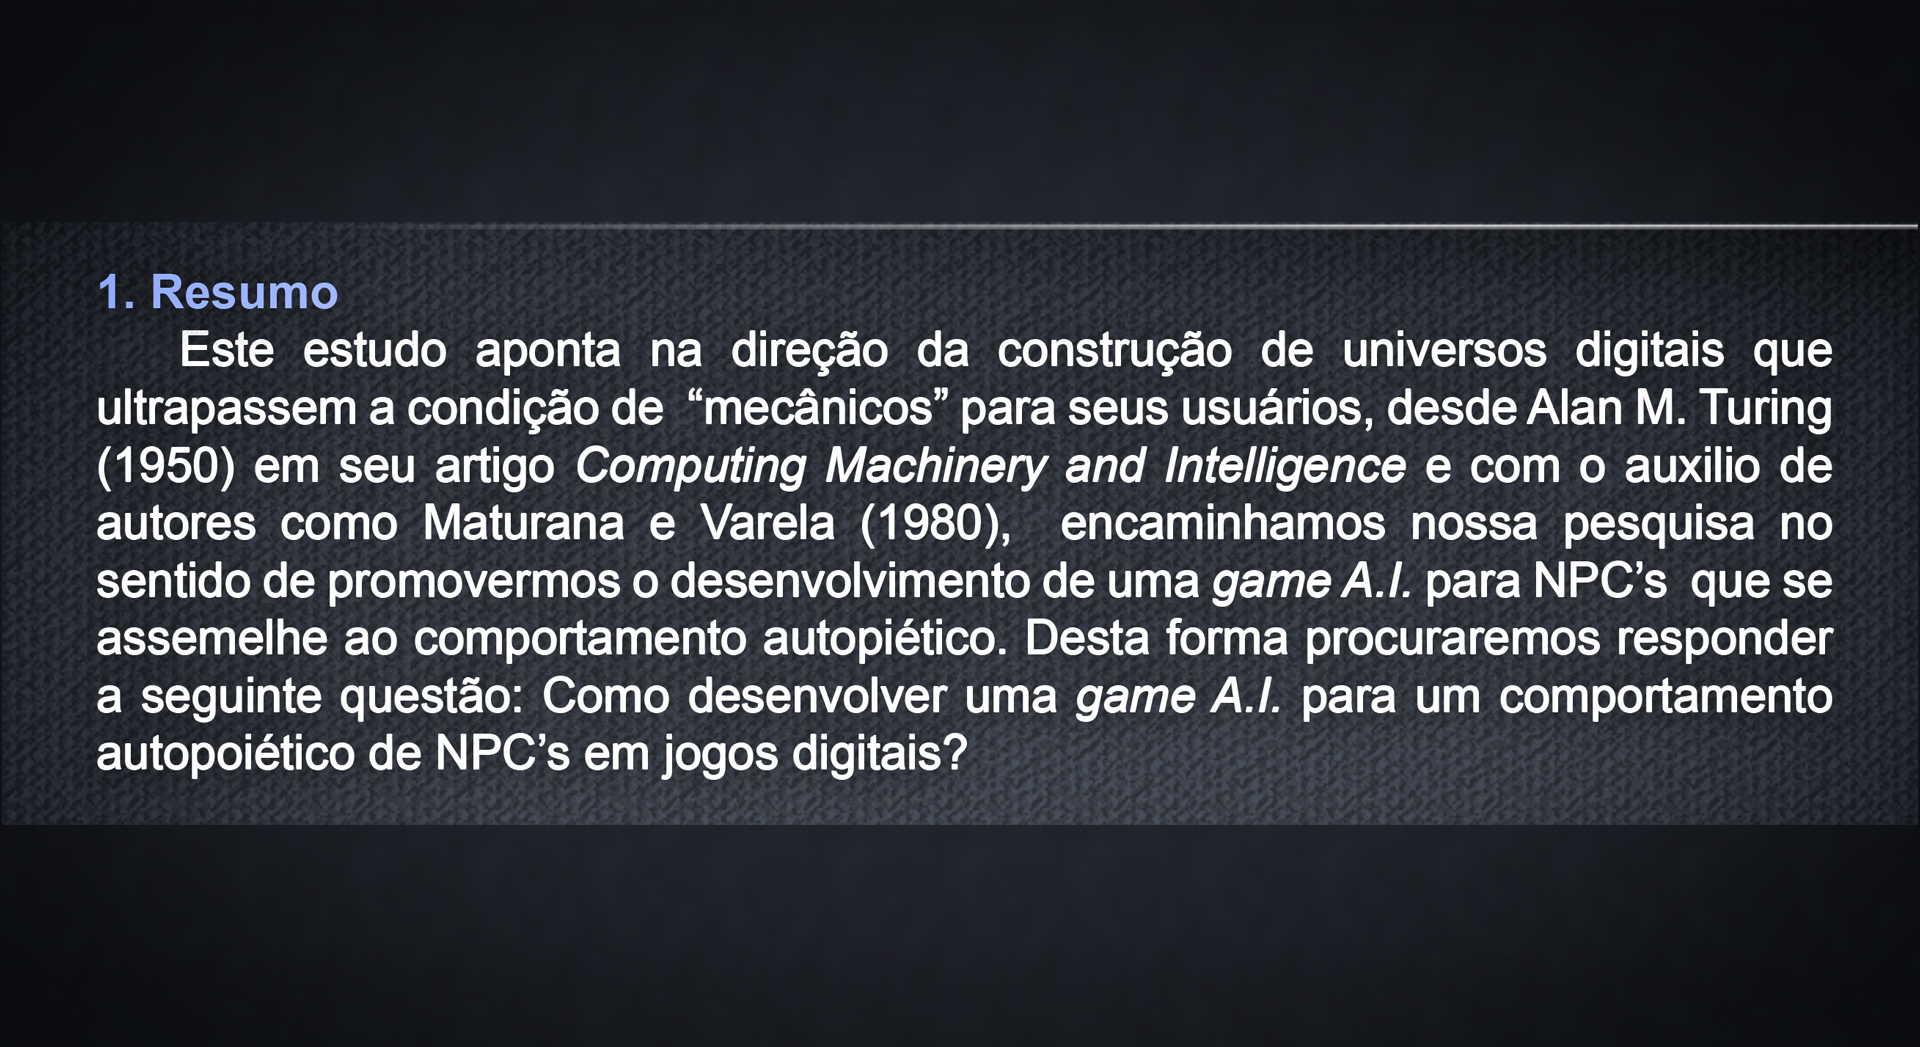 1. Resumo
Este estudo aponta na direção da construção de universos digitais que
ultrapassem a condição de “mecânicos” para seus usuários, desde Alan M. Turing
(1950) em seu artigo Computing Machinery and Intelligence e com o auxilio de
autores como Maturana e Varela (1980), encaminhamos nossa pesquisa no
sentido de promovermos o desenvolvimento de uma game A.I. para NPC’s que se
assemelhe ao comportamento autopiético. Desta forma procuraremos responder
a seguinte questão: Como desenvolver uma game A.I. para um comportamento
autopoiético de NPC’s em jogos digitais?